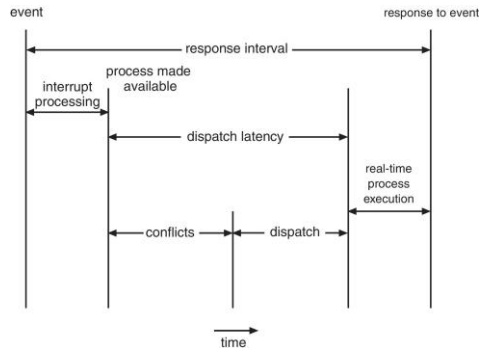 event
response to event
response interval
process made
available
interrupt
processing
dispatch latency
real-time
process
execution
conflicts
dispatch
time